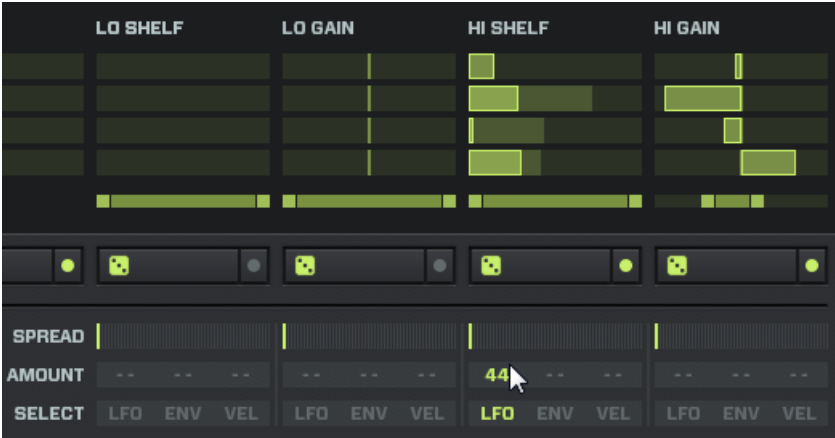 LO SHELF LO GAIN HI SHELF HI GAIN
SPREAD
AMOUNT -- -- -- -- -- -- 44 -- -- -- -- --
SELECT LFO ENV VEL LFO ENV VEL LFO ENV VEL LFO ENV VEL